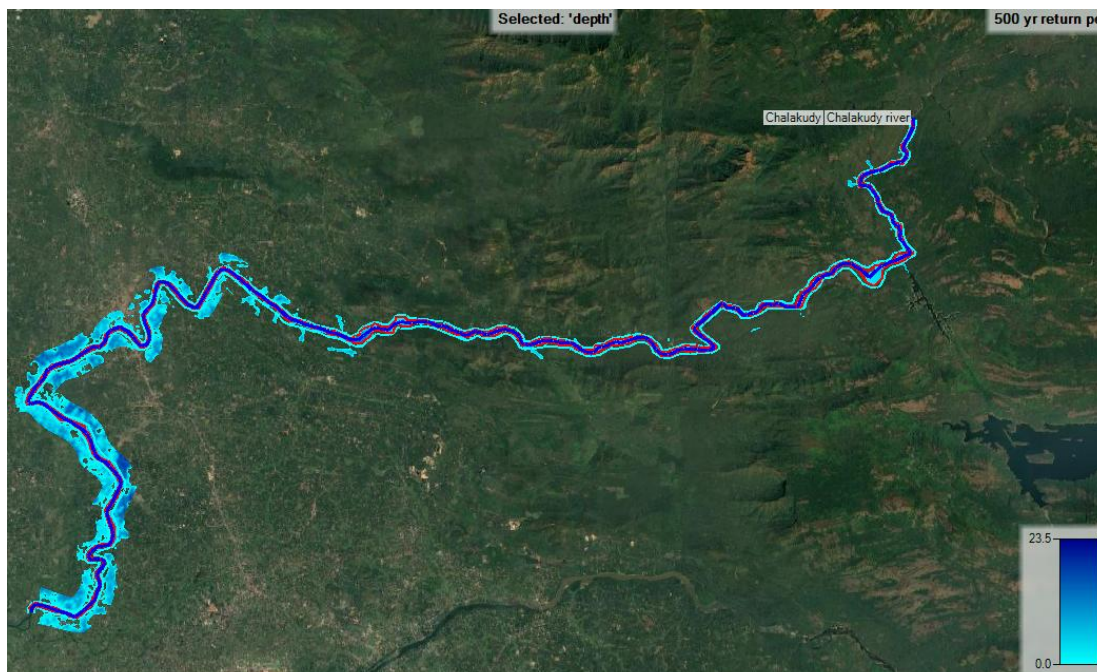 Selected: 'depth'
500 yr return pe
Chalakudy Chalakudy river
23.5
0.0